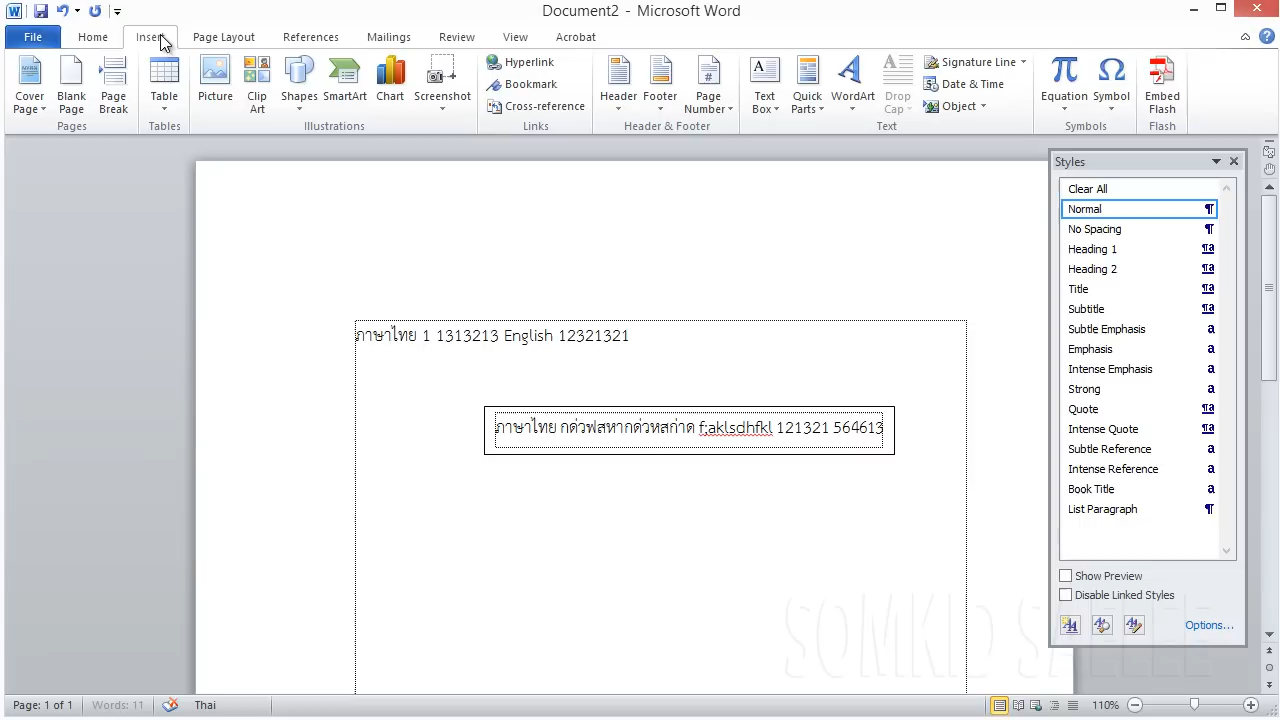 Document2 - Microsoft Word
File Home Insert Page Layout References Mailings Review View Acrobat
Cover Page
Blank Page
Page Break
Pages
Table
Tables
Picture
Clip Art
Shapes
SmartArt
Chart
Screenshot
Illustrations
Hyperlink
Bookmark
Cross-reference
Links
Header
Footer
Page Number
Header & Footer
Text Box
Quick Parts
WordArt
Drop Cap
Signature Line
Date & Time
Object
Text
Equation
Symbol
Symbols
Embed Flash
Flash
ภาษาไทย 1 1313213 English 12321321
ภาษาไทย กด่วฟสหากด่วหสก่าด f;aklsdhfkl 121321 564613
Styles
Clear All
Normal
No Spacing
Heading 1
Heading 2
Title
Subtitle
Subtle Emphasis
Emphasis
Intense Emphasis
Strong
Quote
Intense Quote
Subtle Reference
Intense Reference
Book Title
List Paragraph
Show Preview
Disable Linked Styles
Options...
SOMKID
Page: 1 of 1 Words: 11 Thai 110%